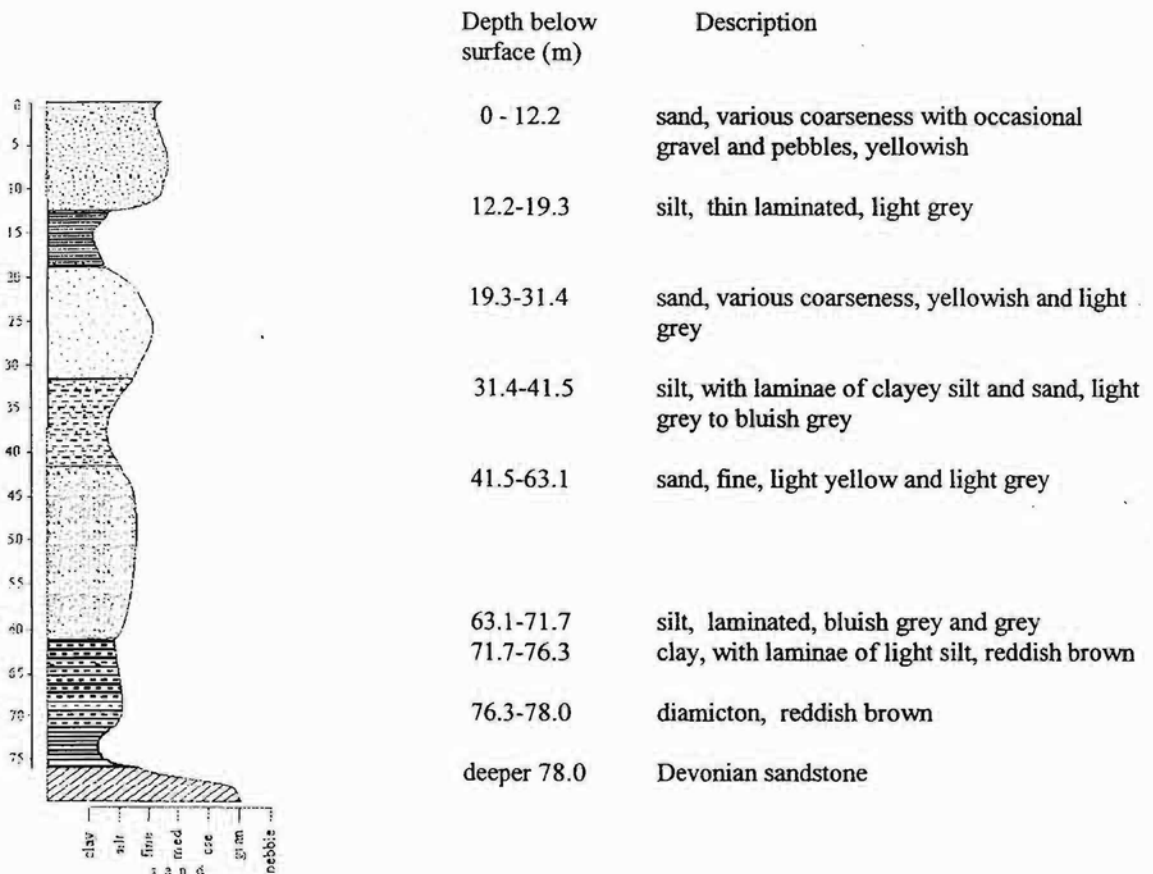 Depth below
surface (m)
Description
0 - 12.2
sand, various coarseness with occasional
gravel and pebbles, yellowish
12.2-19.3
silt, thin laminated, light grey
19.3-31.4
sand, various coarseness, yellowish and light
grey
31.4-41.5
silt, with laminae of clayey silt and sand, light
grey to bluish grey
41.5-63.1
sand, fine, light yellow and light grey
63.1-71.7
silt, laminated, bluish grey and grey
71.7-76.3
clay, with laminae of light silt, reddish brown
76.3-78.0
diamicton, reddish brown
deeper 78.0
Devonian sandstone
0
5
10
15
20
25
30
35
40
45
50
55
60
65
70
75
clay
silt
fine
med
cse
gran
pebble